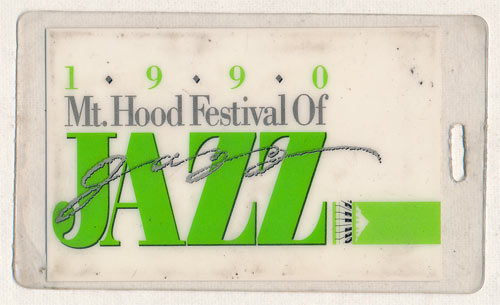 1 • 9 • 9 • 0
Mt. Hood Festival Of
JAZZ
jazz